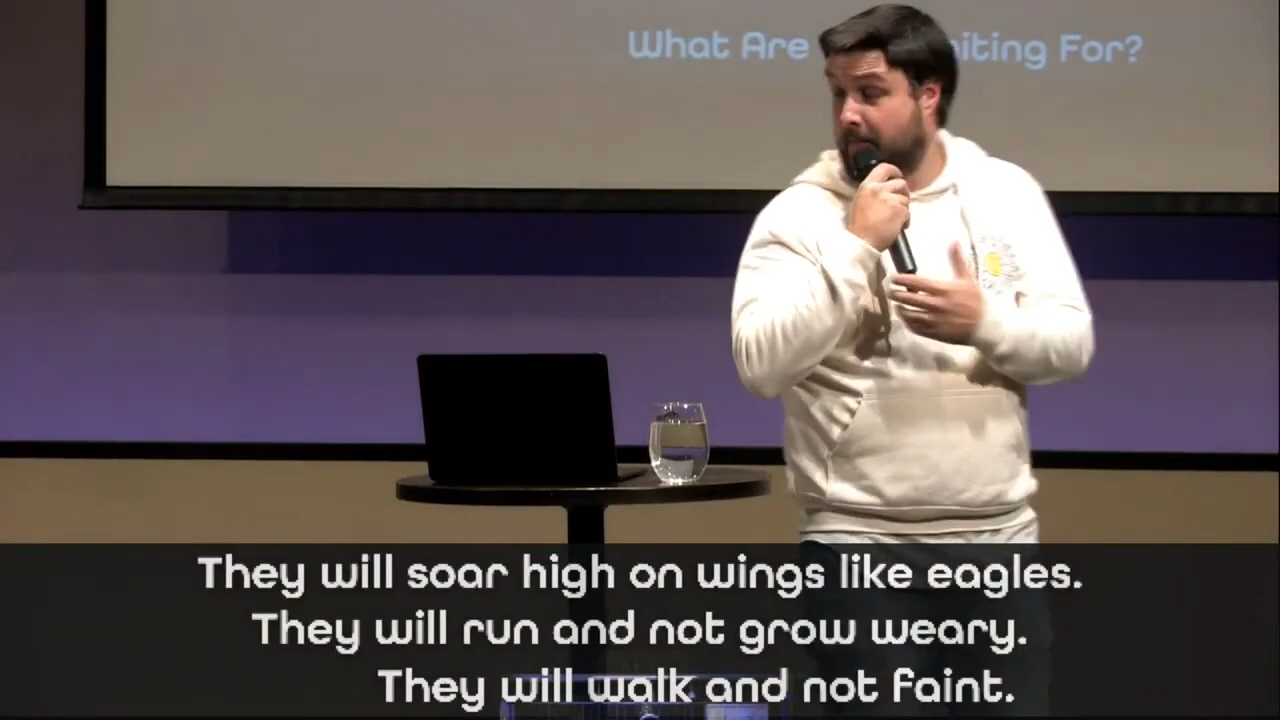 What Are iting For?
They will soar high on wings like eagles.
They will run and not grow weary.
They will walk and not faint.